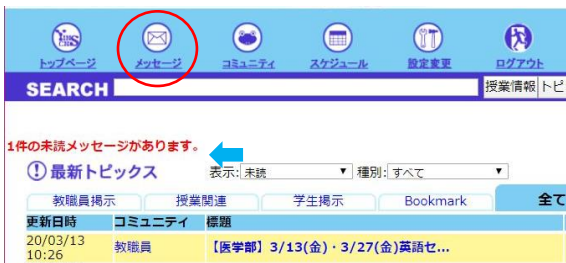 トップページ メッセージ コミュニティ スケジュール 設定変更 ログアウト
SEARCH 授業情報 トピ
1件の未読メッセージがあります。
最新トピックス 表示: 未読 種別: すべて
教職員掲示 授業関連 学生掲示 Bookmark 全て
更新日時 コミュニティ 標題
20/03/13
10:26 教職員 【医学部】3/13(金)・3/27(金)英語セ...